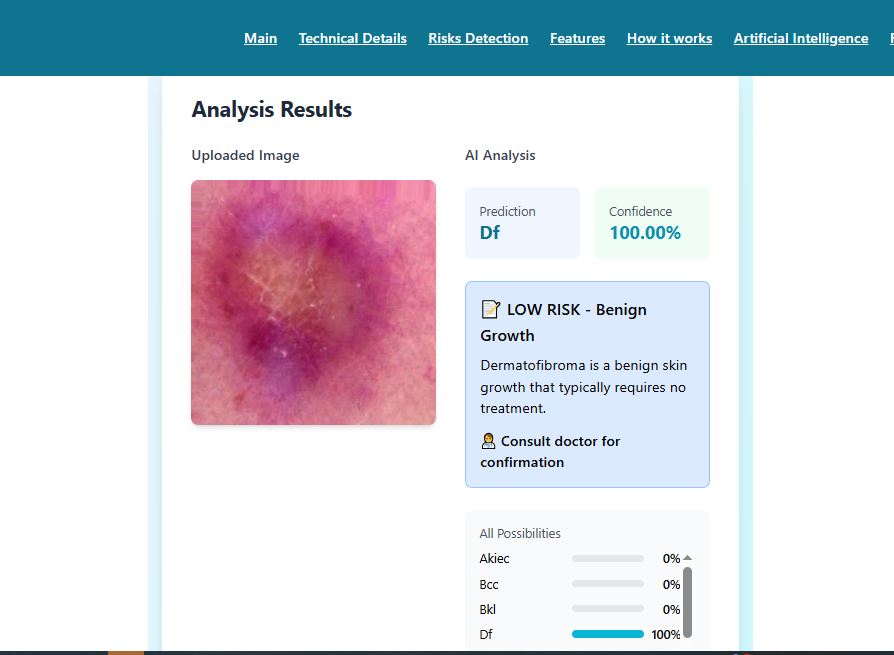 Main Technical Details Risks Detection Features How it works Artificial Intelligence
Analysis Results
Uploaded Image
AI Analysis
Prediction
Df
Confidence
100.00%
📝 LOW RISK - Benign
Growth
Dermatofibroma is a benign skin
growth that typically requires no
treatment.
👩‍⚕️ Consult doctor for
confirmation
All Possibilities
Akiec 0%
Bcc 0%
Bkl 0%
Df 100%